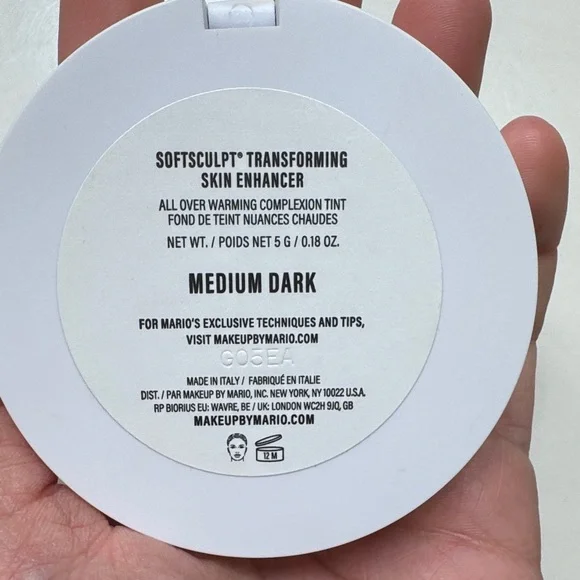 SOFTSCULPT® TRANSFORMING
SKIN ENHANCER
ALL OVER WARMING COMPLEXION TINT
FOND DE TEINT NUANCES CHAUDES
NET WT. / POIDS NET 5 G / 0.18 OZ.
MEDIUM DARK
FOR MARIO'S EXCLUSIVE TECHNIQUES AND TIPS,
VISIT MAKEUPBYMARIO.COM
G05EA
MADE IN ITALY / FABRIQUÉ EN ITALIE
DIST. / PAR MAKEUP BY MARIO, INC. NEW YORK, NY 10022 U.S.A.
RP BIORIUS EU: WAVRE, BE / UK: LONDON WC2H 9JQ, GB
MAKEUPBYMARIO.COM
12 M